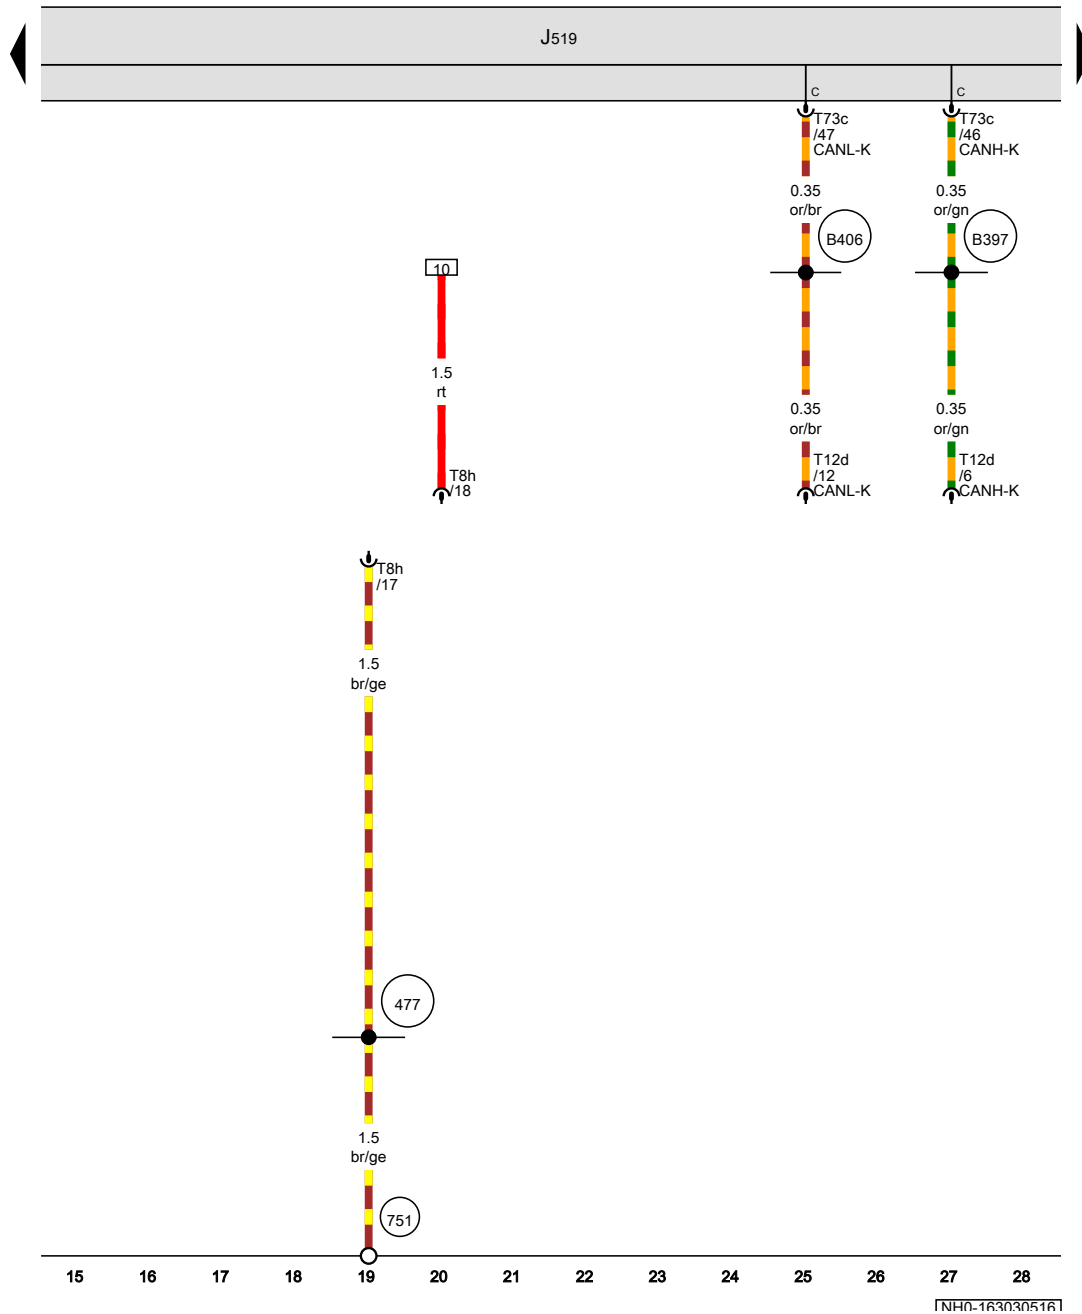 J519
C
C
T73c
/47
CANL-K
T73c
/46
CANH-K
0.35
or/br
0.35
or/gn
B406
B397
10
1.5
rt
0.35
or/br
0.35
or/gn
T8h
/18
T12d
/12
CANL-K
T12d
/6
CANH-K
T8h
/17
1.5
br/ge
477
1.5
br/ge
751
15 16 17 18 19 20 21 22 23 24 25 26 27 28
NH0-163030516